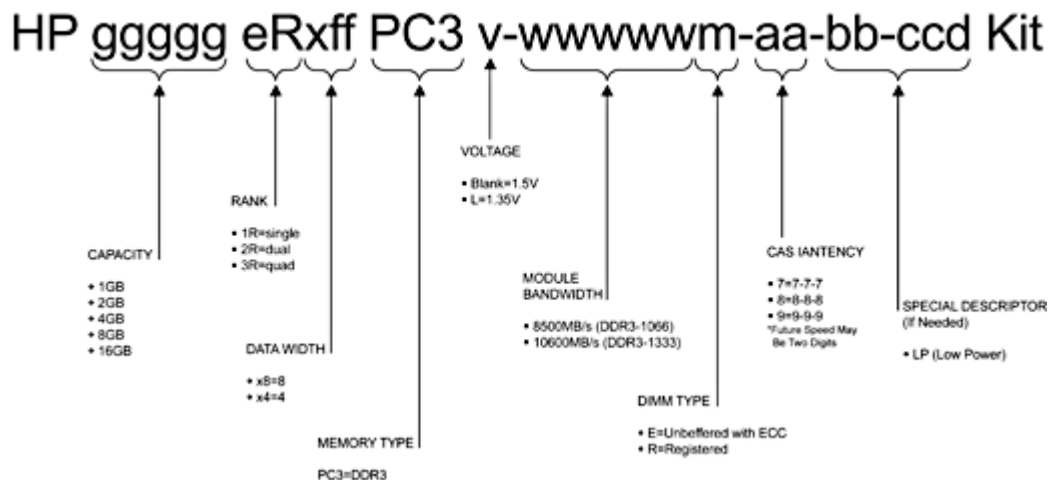 HP ggggg eRxff PC3 v-wwwwwm-aa-bb-ccd Kit
VOLTAGE
▪ Blank=1.5V
▪ L=1.35V
RANK
▪ 1R=single
▪ 2R=dual
▪ 3R=quad
CAPACITY
▪ 1GB
▪ 2GB
▪ 4GB
▪ 8GB
▪ 16GB
CAS IANTENCY
▪ 7=7-7-7
▪ 8=8-8-8
▪ 9=9-9-9
*Future Speed May
Be Two Digits
MODULE
BANDWIDTH
▪ 8500MB/s (DDR3-1066)
▪ 10600MB/s (DDR3-1333)
SPECIAL DESCRIPTOR
(If Needed)
▪ LP (Low Power)
DATA WIDTH
▪ x8=8
▪ x4=4
DIMM TYPE
▪ E=Unbeffered with ECC
▪ R=Registered
MEMORY TYPE
PC3=DDR3